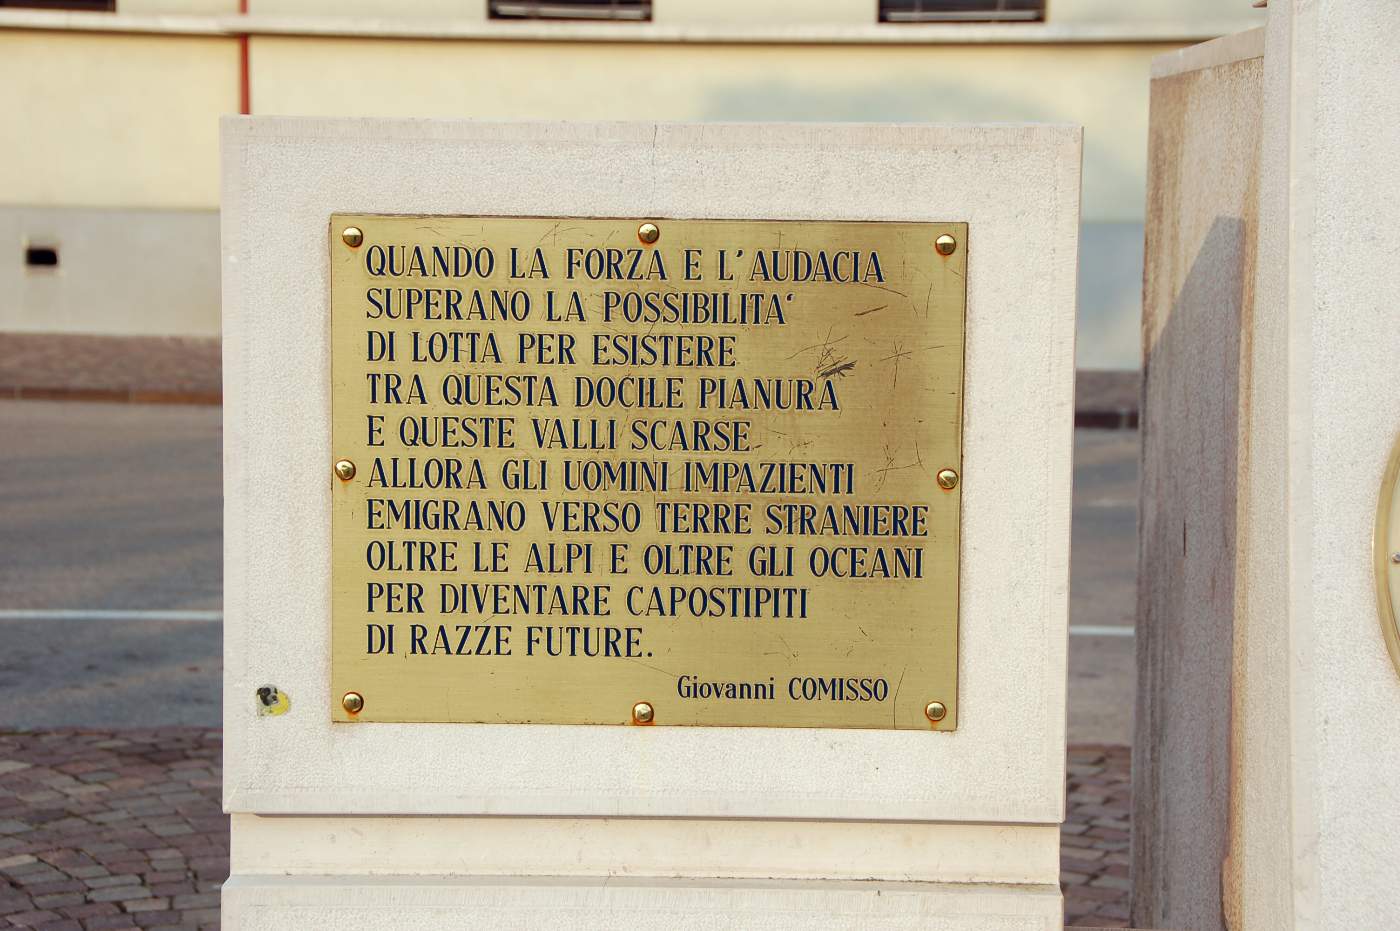 QUANDO LA FORZA E L'AUDACIA
SUPERANO LA POSSIBILITA‘
DI LOTTA PER ESISTERE
TRA QUESTA DOCILE PIANURA
E QUESTE VALLI SCARSE
ALLORA GLI UOMINI IMPAZIENTI
EMIGRANO VERSO TERRE STRANIERE
OLTRE LE ALPI E OLTRE GLI OCEANI
PER DIVENTARE CAPOSTIPITI
DI RAZZE FUTURE.
Giovanni COMISSO